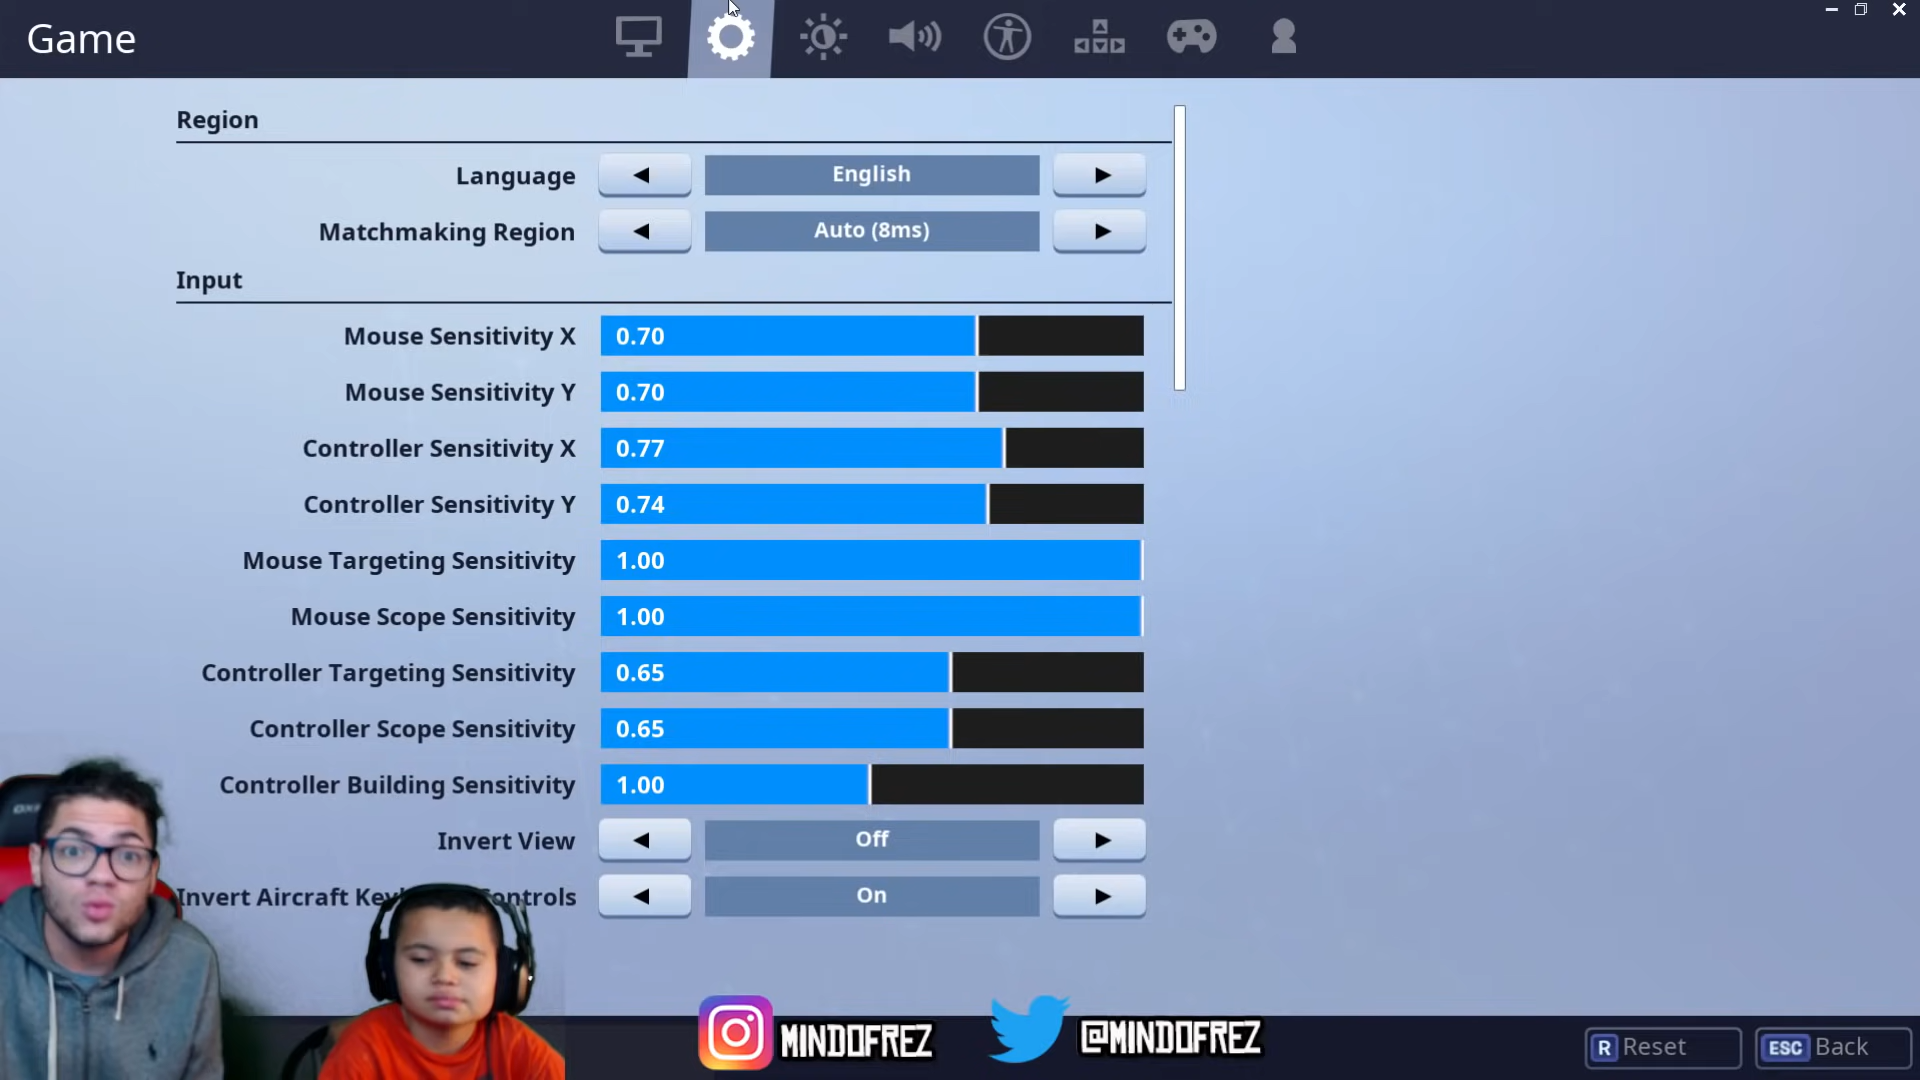 Game
Region
Language English
Matchmaking Region Auto (8ms)
Input
Mouse Sensitivity X 0.70
Mouse Sensitivity Y 0.70
Controller Sensitivity X 0.77
Controller Sensitivity Y 0.74
Mouse Targeting Sensitivity 1.00
Mouse Scope Sensitivity 1.00
Controller Targeting Sensitivity 0.65
Controller Scope Sensitivity 0.65
Controller Building Sensitivity 1.00
Invert View Off
Invert Aircraft On
MINDOFREZ @MINDOFREZ
R Reset ESC Back